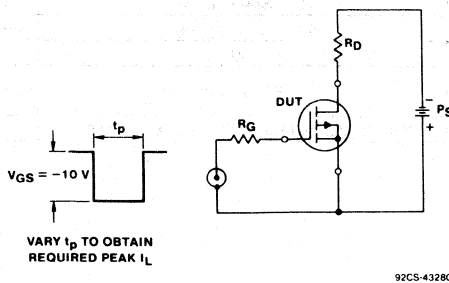 RD
DUT
PS
−
+
RG
tp
VGS = −10 V
VARY tp TO OBTAIN
REQUIRED PEAK IL
92CS-43280